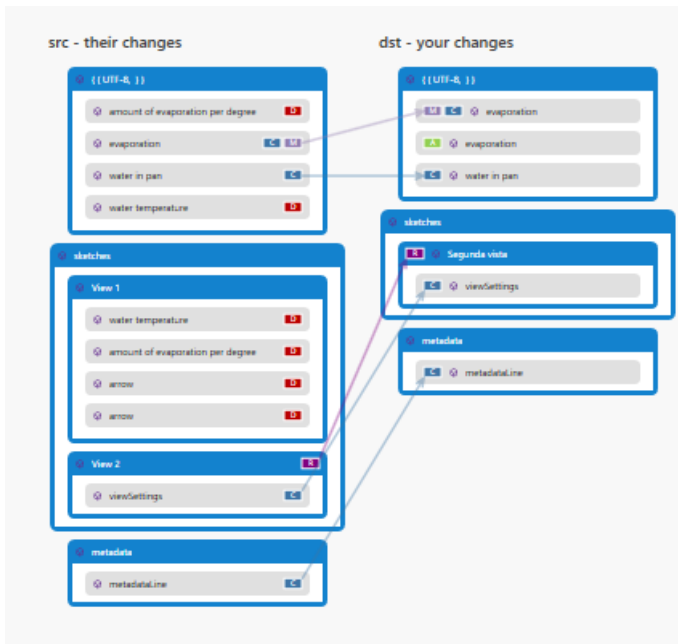 src - their changes
dst - your changes
{ { UTF-8, } }
amount of evaporation per degree D
evaporation C M
water in pan C
water temperature D
sketches
View 1
water temperature D
amount of evaporation per degree D
arrow D
arrow D
View 2 R
viewSettings C
metadata
metadataLine C
{ { UTF-8, } }
M C evaporation
A evaporation
C water in pan
sketches
R Segunda vista
C viewSettings
metadata
C metadataLine